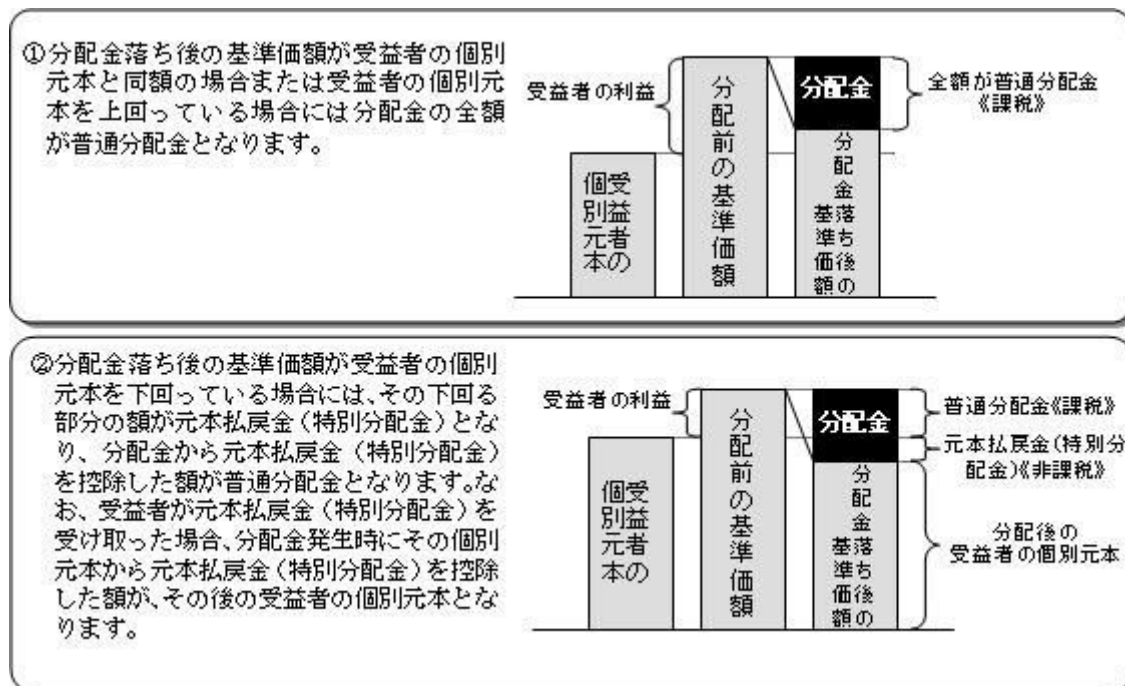 ①分配金落ち後の基準価額が受益者の個別
元本と同額の場合または受益者の個別元
本を上回っている場合には分配金の全額
が普通分配金となります。
受益者の利益
受益者の
個別元本
分配前の基準価額
分配金
分配金落ち後の
基準価額
全額が普通分配金
《課税》
②分配金落ち後の基準価額が受益者の個別
元本を下回っている場合には、その下回る
部分の額が元本払戻金（特別分配金）とな
り、分配金から元本払戻金（特別分配金）
を控除した額が普通分配金となります。な
お、受益者が元本払戻金（特別分配金）を
受け取った場合、分配金発生時にその個別
元本から元本払戻金（特別分配金）を控除
した額が、その後の受益者の個別元本とな
ります。
受益者の利益
受益者の
個別元本
分配前の基準価額
分配金
分配金落ち後の
基準価額
普通分配金《課税》
元本払戻金（特別分
配金）《非課税》
分配後の
受益者の個別元本